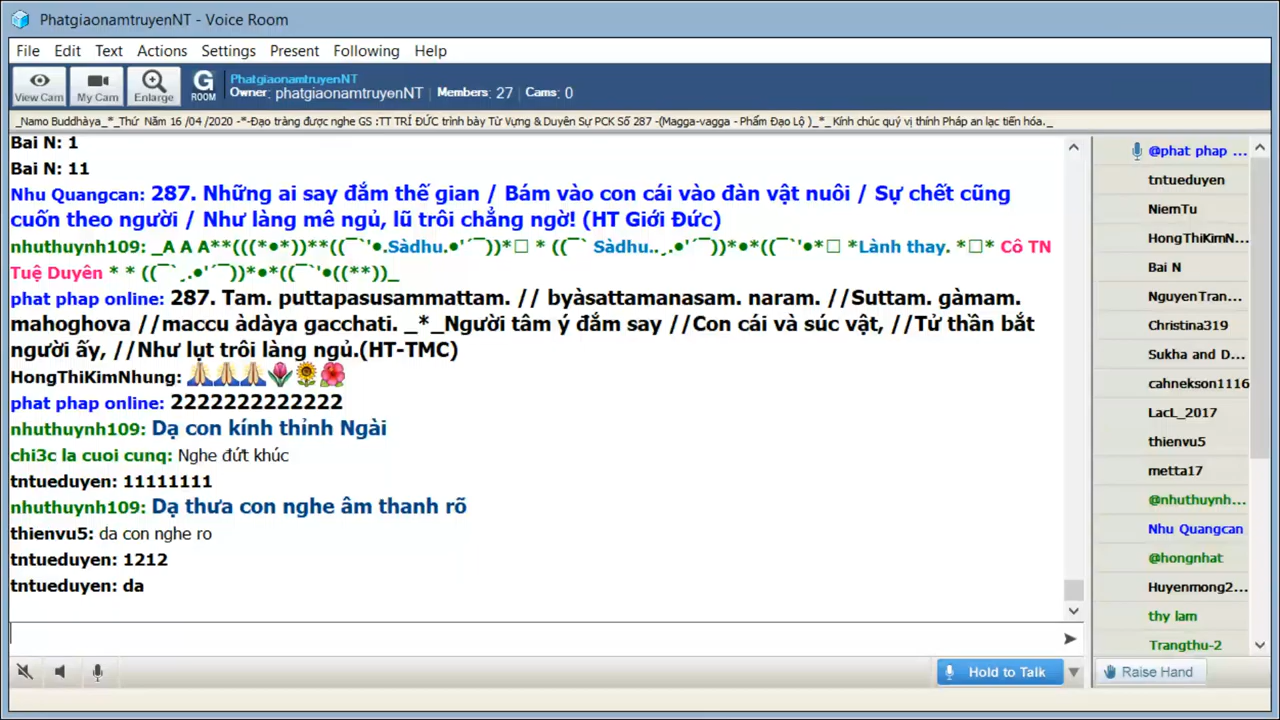 PhatgiaonamtruyenNT - Voice Room
File Edit Text Actions Settings Present Following Help
View Cam My Cam Enlarge G ROOM PhatgiaonamtruyenNT
Owner: phatgiaonamtruyenNT Members: 27 Cams: 0
_Namo Buddhàya_*_Thứ Năm 16 /04 /2020 -*-Đạo tràng được nghe GS :TT TRÍ ĐỨC trình bày Từ Vựng & Duyên Sự PCK Số 287 -(Magga-vagga - Phẩm Đạo Lộ )_*_ Kính chúc quý vị thính Pháp an lạc tiến hóa._
Bai N: 1
Bai N: 11
Nhu Quangcan: 287. Những ai say đắm thế gian / Bám vào con cái vào đàn vật nuôi / Sự chết cũng
cuốn theo người / Như làng mê ngủ, lũ trôi chẳng ngờ! (HT Giới Đức)
nhuthuynh109: _A A A**(((*●*))**((¯`'●.Sàdhu.●'´¯))*□ * ((¯` Sàdhu..¸.●'´¯))*●*((¯`'●*□ *Lành thay. *□* Cô TN
Tuệ Duyên * * ((¯`¸.●'´¯))*●*((¯`'●((**))_
phat phap online: 287. Tam. puttapasusammattam. // byàsattamanasam. naram. //Suttam. gàmam.
mahoghova //maccu àdàya gacchati. _*_Người tâm ý đắm say //Con cái và súc vật, //Tử thần bắt
người ấy, //Như lụt trôi làng ngủ.(HT-TMC)
HongThiKimNhung: 🙏🙏🙏🌷🌻🌺
phat phap online: 2222222222222
nhuthuynh109: Dạ con kính thỉnh Ngài
chi3c la cuoi cunq: Nghe đứt khúc
tntueduyen: 11111111
nhuthuynh109: Dạ thưa con nghe âm thanh rõ
thienvu5: da con nghe ro
tntueduyen: 1212
tntueduyen: da
@phat phap ...
tntueduyen
NiemTu
HongThiKimN...
Bai N
NguyenTran...
Christina319
Sukha and D...
cahnekson1116
LacL_2017
thienvu5
metta17
@nhuthuynh...
Nhu Quangcan
@hongnhat
Huyenmong2...
thy lam
Trangthu-2
Hold to Talk
Raise Hand